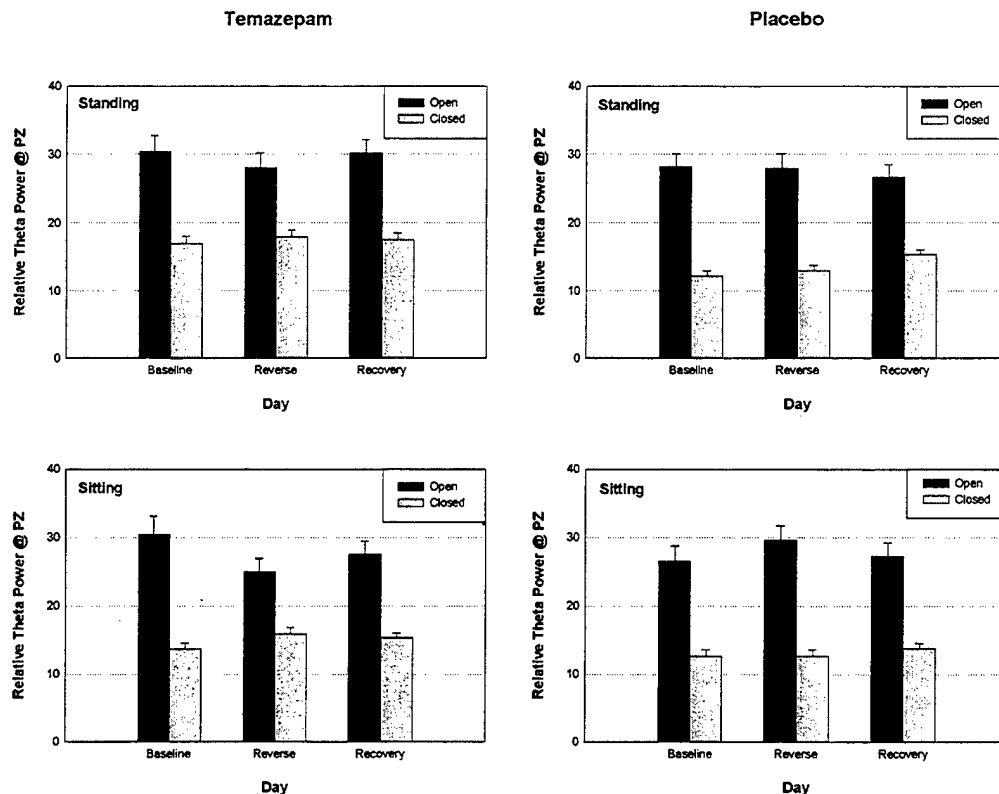 Temazepam
Placebo
Standing
Open
Closed
Relative Theta Power @ PZ
40
30
20
10
0
Baseline
Reverse
Recovery
Day
Standing
Open
Closed
Relative Theta Power @ PZ
40
30
20
10
0
Baseline
Reverse
Recovery
Day
Sitting
Open
Closed
Relative Theta Power @ PZ
40
30
20
10
0
Baseline
Reverse
Recovery
Day
Sitting
Open
Closed
Relative Theta Power @ PZ
40
30
20
10
0
Baseline
Reverse
Recovery
Day